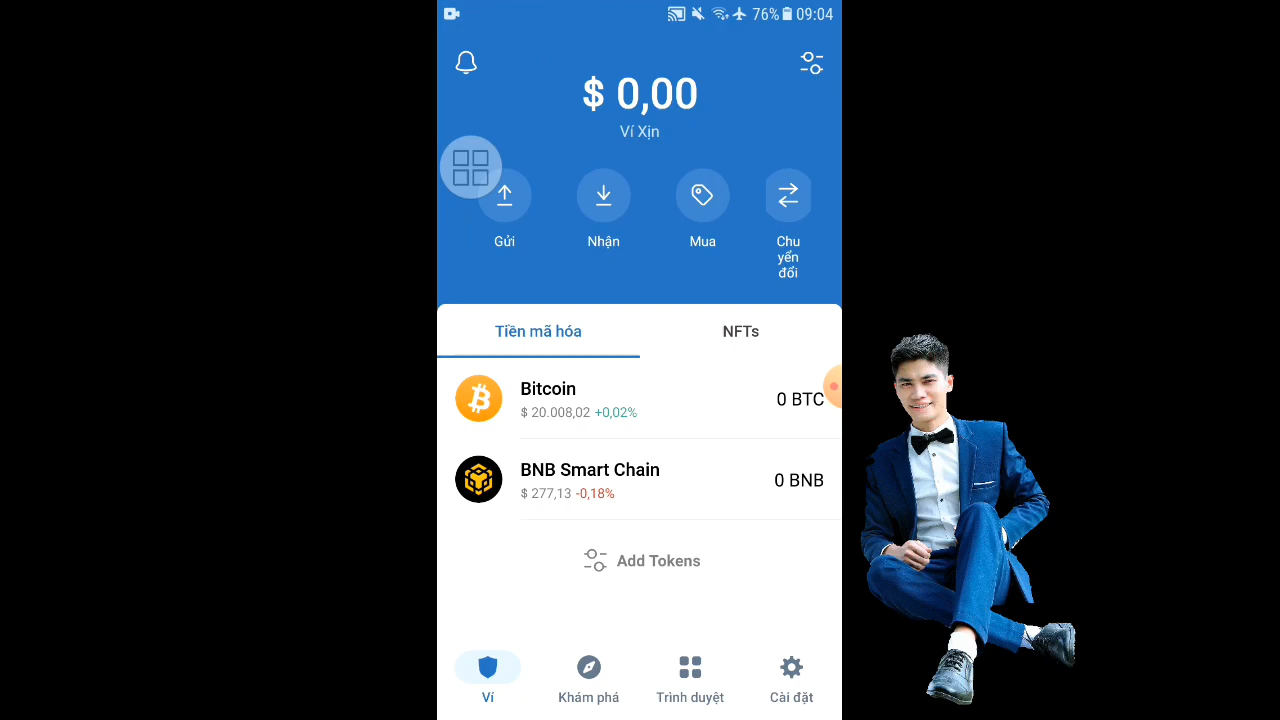 76% 09:04
$ 0,00
Ví Xịn
Gửi
Nhận
Mua
Chu
yển
đổi
Tiền mã hóa
NFTs
Bitcoin
$ 20.008,02 +0,02%
0 BTC
BNB Smart Chain
$ 277,13 -0,18%
0 BNB
Add Tokens
Ví
Khám phá
Trình duyệt
Cài đặt